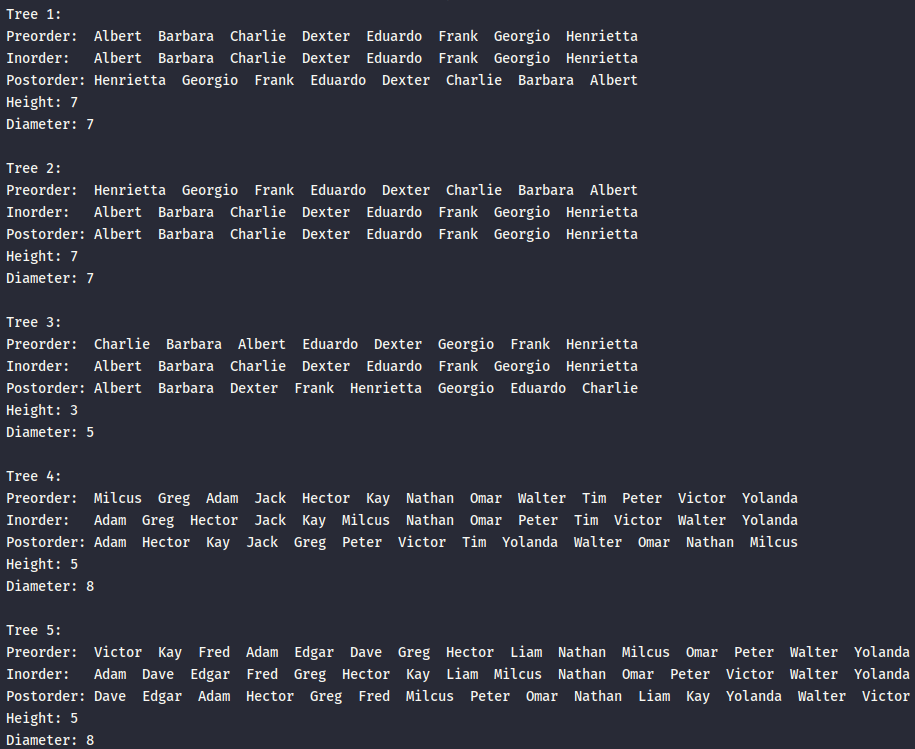 Tree 1:
Preorder:  Albert  Barbara  Charlie  Dexter  Eduardo  Frank  Georgio  Henrietta
Inorder:   Albert  Barbara  Charlie  Dexter  Eduardo  Frank  Georgio  Henrietta
Postorder: Henrietta  Georgio  Frank  Eduardo  Dexter  Charlie  Barbara  Albert
Height: 7
Diameter: 7

Tree 2:
Preorder:  Henrietta  Georgio  Frank  Eduardo  Dexter  Charlie  Barbara  Albert
Inorder:   Albert  Barbara  Charlie  Dexter  Eduardo  Frank  Georgio  Henrietta
Postorder: Albert  Barbara  Charlie  Dexter  Eduardo  Frank  Georgio  Henrietta
Height: 7
Diameter: 7

Tree 3:
Preorder:  Charlie  Barbara  Albert  Eduardo  Dexter  Georgio  Frank  Henrietta
Inorder:   Albert  Barbara  Charlie  Dexter  Eduardo  Frank  Georgio  Henrietta
Postorder: Albert  Barbara  Dexter  Frank  Henrietta  Georgio  Eduardo  Charlie
Height: 3
Diameter: 5

Tree 4:
Preorder:  Milcus  Greg  Adam  Jack  Hector  Kay  Nathan  Omar  Walter  Tim  Peter  Victor  Yolanda
Inorder:   Adam  Greg  Hector  Jack  Kay  Milcus  Nathan  Omar  Peter  Tim  Victor  Walter  Yolanda
Postorder: Adam  Hector  Kay  Jack  Greg  Peter  Victor  Tim  Yolanda  Walter  Omar  Nathan  Milcus
Height: 5
Diameter: 8

Tree 5:
Preorder:  Victor  Kay  Fred  Adam  Edgar  Dave  Greg  Hector  Liam  Nathan  Milcus  Omar  Peter  Walter  Yolanda
Inorder:   Adam  Dave  Edgar  Fred  Greg  Hector  Kay  Liam  Milcus  Nathan  Omar  Peter  Victor  Walter  Yolanda
Postorder: Dave  Edgar  Adam  Hector  Greg  Fred  Milcus  Peter  Omar  Nathan  Liam  Kay  Yolanda  Walter  Victor
Height: 5
Diameter: 8